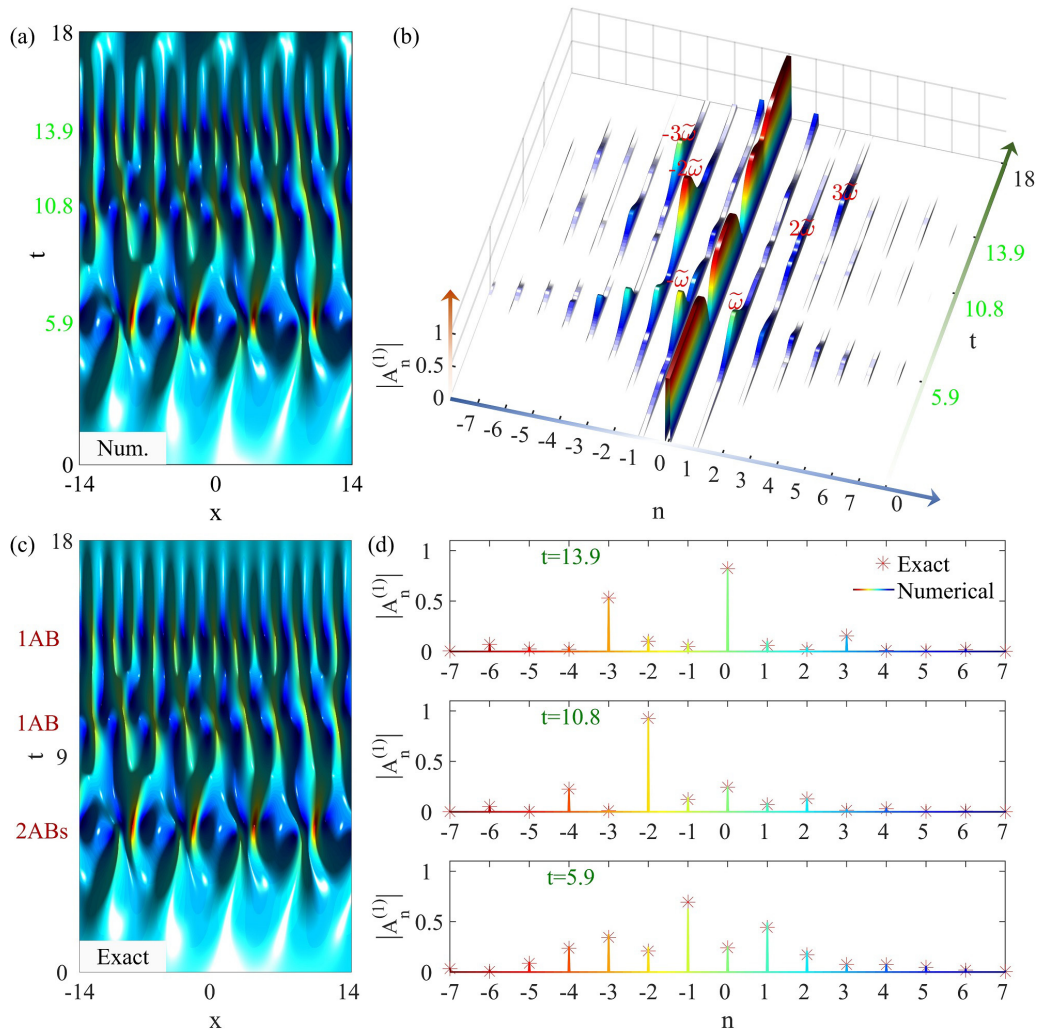 (a)
18
13.9
10.8
t
5.9
0
Num.
-14
0
14
x
(b)
-3ω̃
-2ω̃
3ω̃
2ω̃
-ω̃
ω̃
18
13.9
10.8
t
5.9
0
1
0.5
0
|A_n^(1)|
-7 -6 -5 -4 -3 -2 -1 0 1 2 3 4 5 6 7
n
(c)
18
1AB
1AB
t 9
2ABs
0
Exact
-14
0
14
x
(d)
t=13.9
Exact
Numerical
1
0.5
0
|A_n^(1)|
-7 -6 -5 -4 -3 -2 -1 0 1 2 3 4 5 6 7
t=10.8
1
0.5
0
|A_n^(1)|
-7 -6 -5 -4 -3 -2 -1 0 1 2 3 4 5 6 7
t=5.9
1
0.5
0
|A_n^(1)|
-7 -6 -5 -4 -3 -2 -1 0 1 2 3 4 5 6 7
n